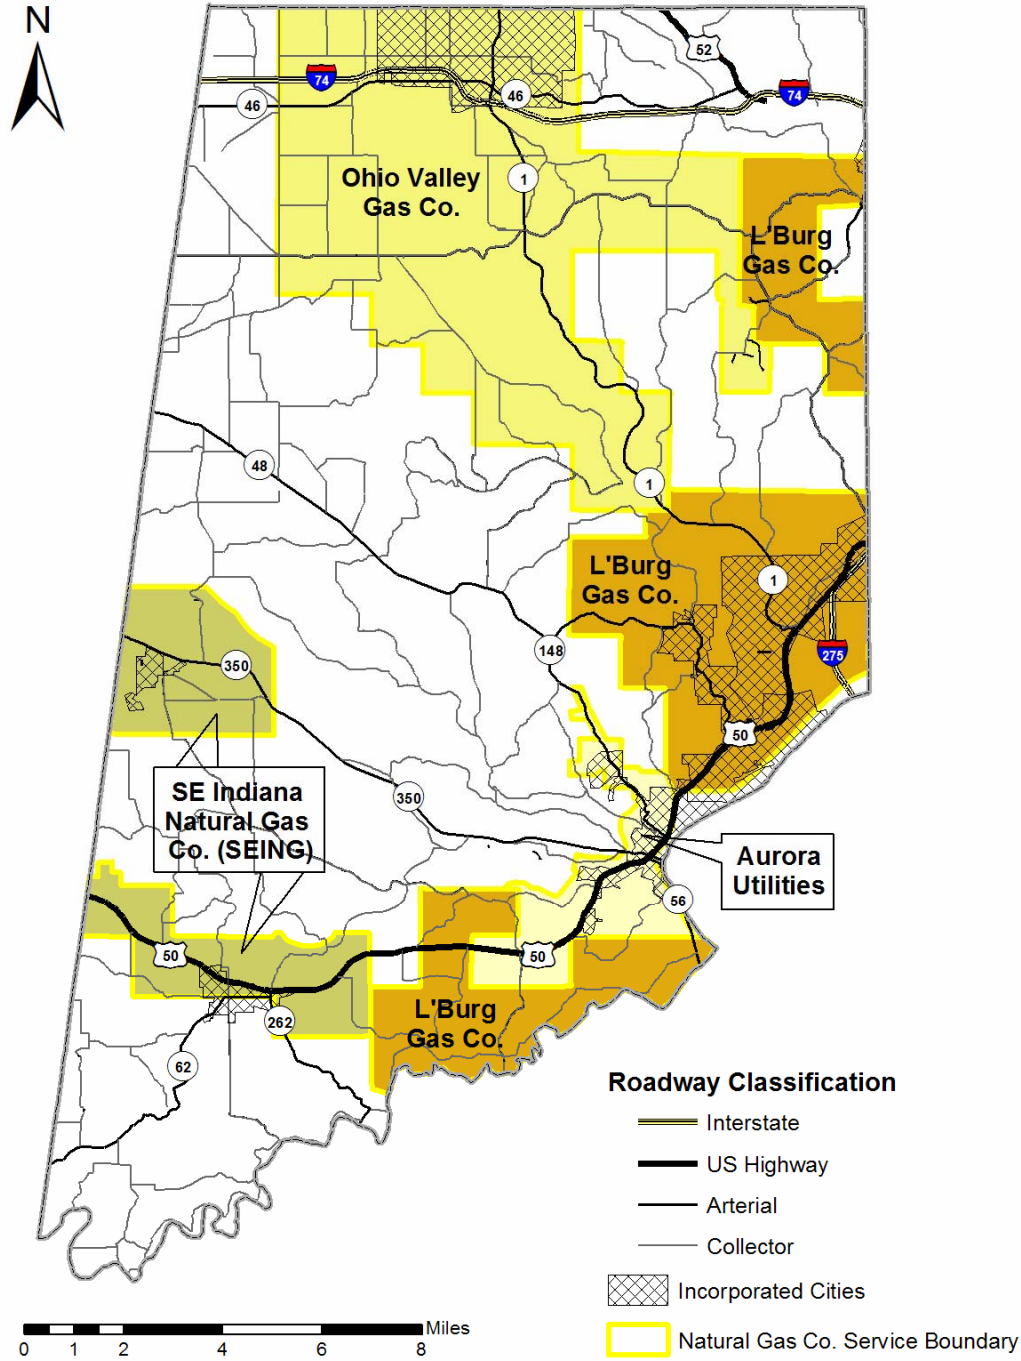 N
52
74
74
46
46
Ohio Valley
Gas Co.
1
L'Burg
Gas Co.
48
1
L'Burg
Gas Co.
1
148
275
350
50
SE Indiana
Natural Gas
Co. (SEING)
350
Aurora
Utilities
56
50
50
L'Burg
Gas Co.
262
62
Roadway Classification
Interstate
US Highway
Arterial
Collector
Incorporated Cities
Natural Gas Co. Service Boundary
Miles
0 1 2 4 6 8